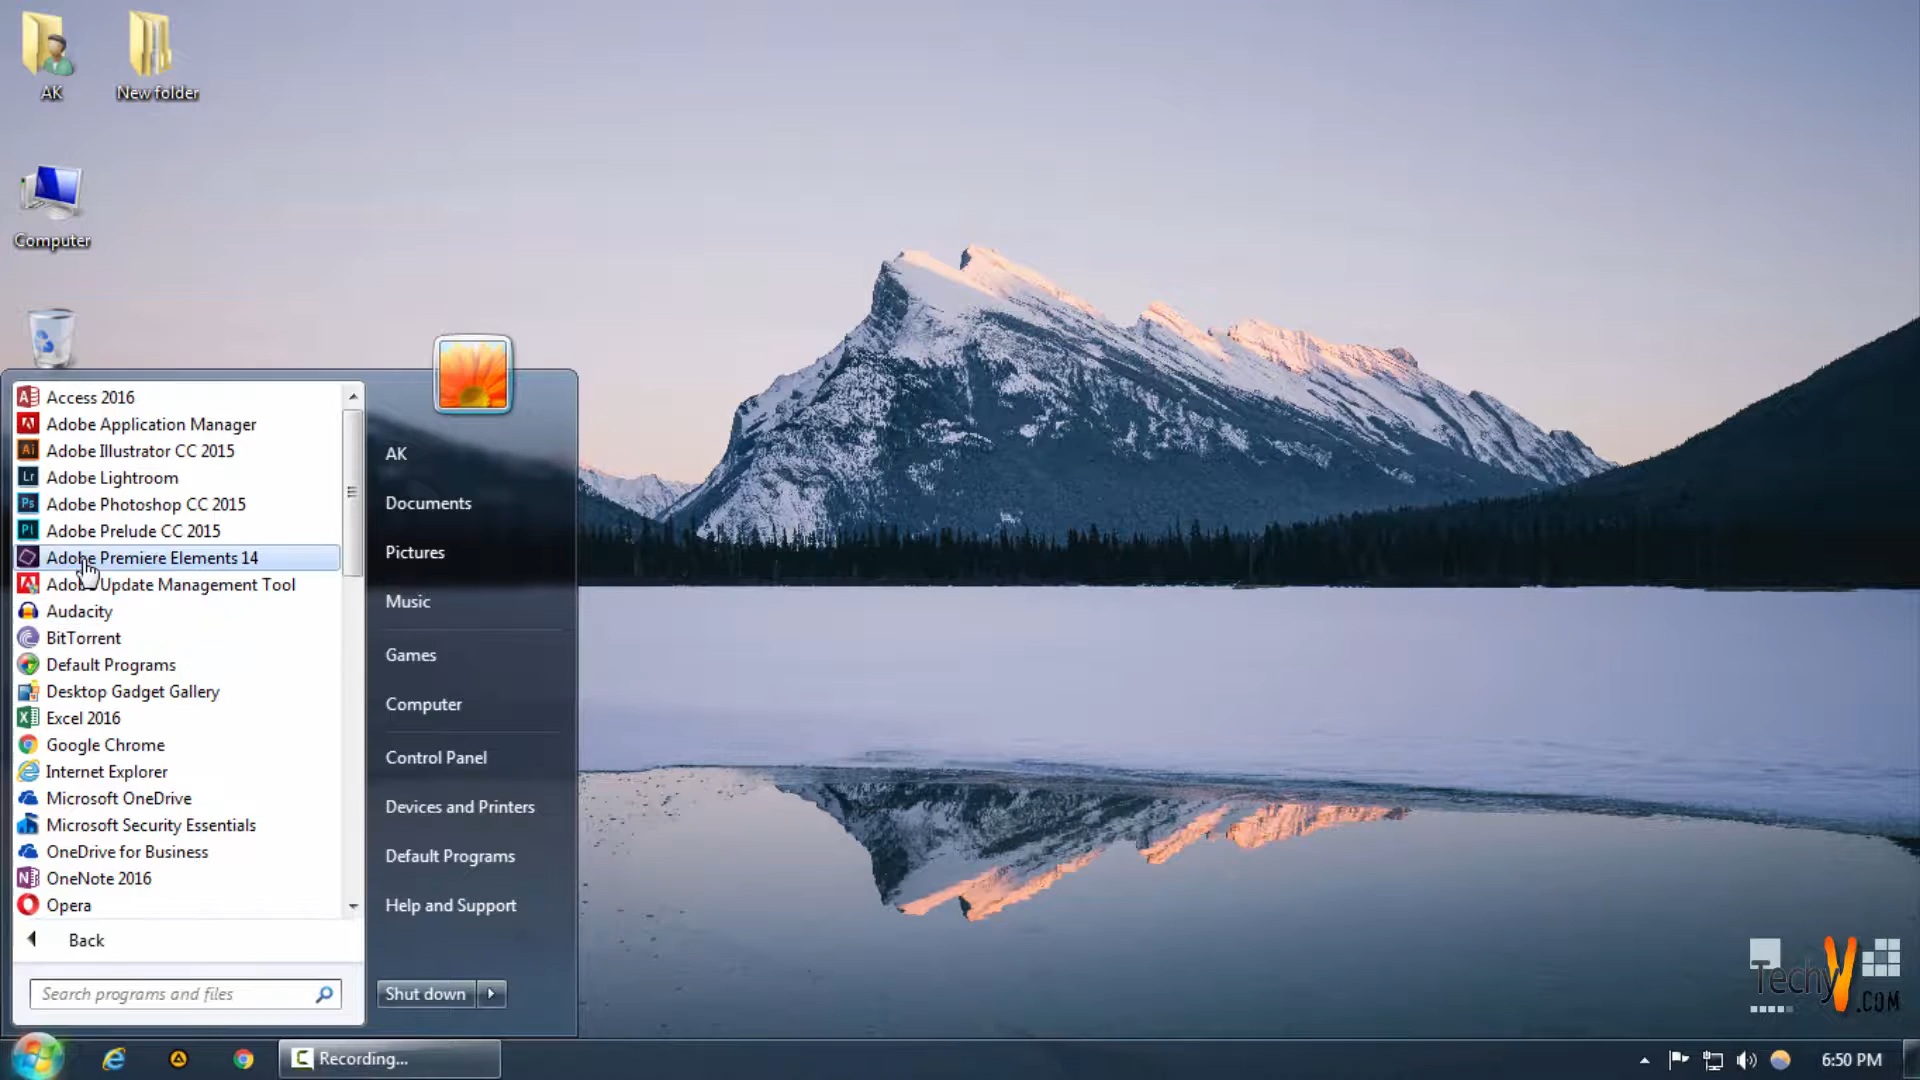 AK
New folder
Computer
Access 2016
Adobe Application Manager
Adobe Illustrator CC 2015
Adobe Lightroom
Adobe Photoshop CC 2015
Adobe Prelude CC 2015
Adobe Premiere Elements 14
Adobe Update Management Tool
Audacity
BitTorrent
Default Programs
Desktop Gadget Gallery
Excel 2016
Google Chrome
Internet Explorer
Microsoft OneDrive
Microsoft Security Essentials
OneDrive for Business
OneNote 2016
Opera
Back
Search programs and files
AK
Documents
Pictures
Music
Games
Computer
Control Panel
Devices and Printers
Default Programs
Help and Support
Shut down
TechyV
.COM
Recording...
6:50 PM